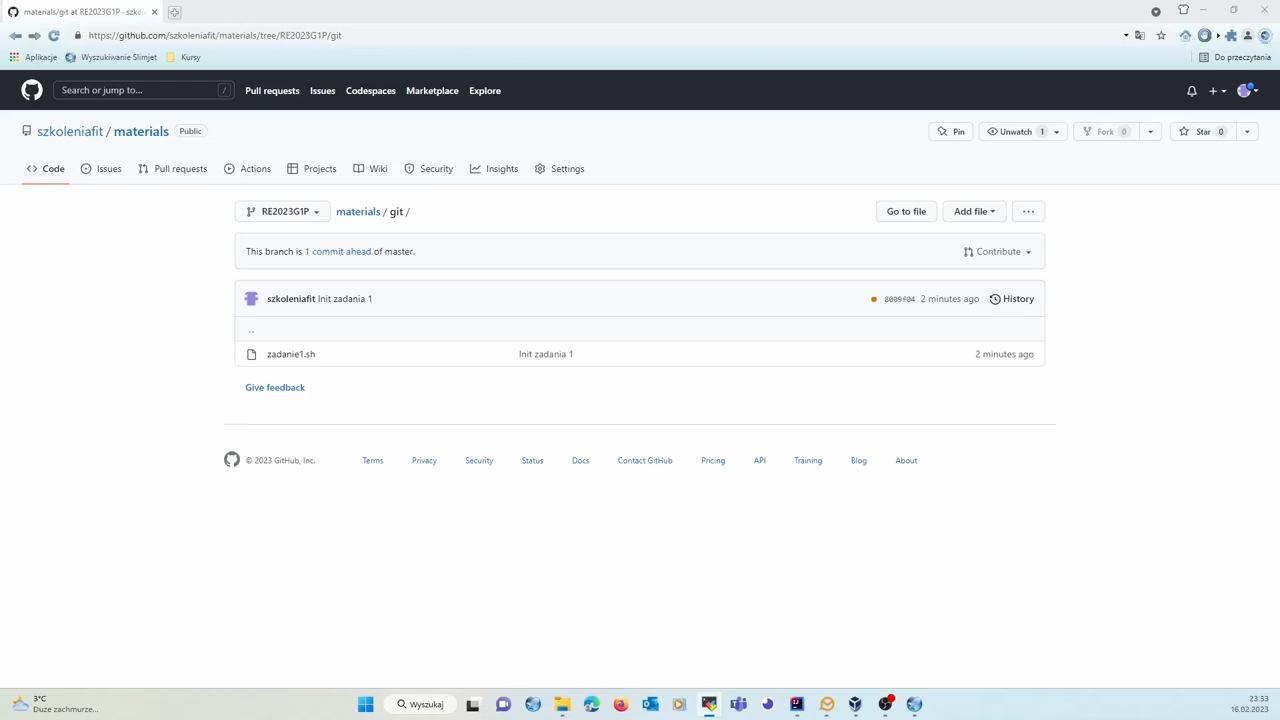 materials/git at RE2023G1P - szkol
https://github.com/szkoleniafit/materials/tree/RE2023G1P/git
Aplikacje Wyszukiwanie Slimjet Kursy Do przeczytania
Search or jump to... / Pull requests Issues Codespaces Marketplace Explore
szkoleniafit / materials Public Pin Unwatch 1 Fork 0 Star 0
Code Issues Pull requests Actions Projects Wiki Security Insights Settings
RE2023G1P materials / git / Go to file Add file ...
This branch is 1 commit ahead of master. Contribute
szkoleniafit Init zadania 1 8009f04 2 minutes ago History
..
zadanie1.sh Init zadania 1 2 minutes ago
Give feedback
© 2023 GitHub, Inc. Terms Privacy Security Status Docs Contact GitHub Pricing API Training Blog About
3°C
Duże zachmurze...
Wyszukaj
23:33
16.02.2023